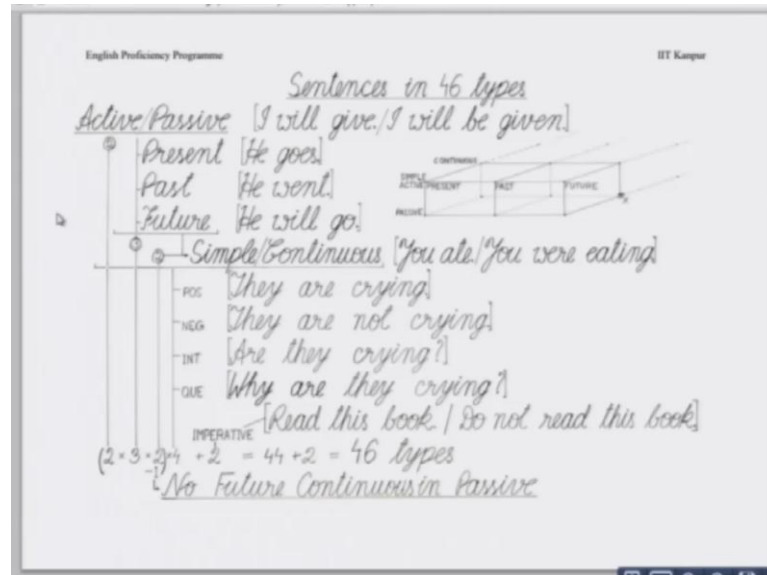 English Proficiency Programme IIT Kanpur
Sentences in 46 types
Active/Passive [I will give./I will be given.]
② Present [He goes.]
CONTINUOUS
SIMPLE
ACTIVE PRESENT PAST FUTURE
Past [He went.]
PASSIVE X
Future [He will go.]
③ ② Simple/Continuous [You ate./You were eating.]
POS [They are crying.]
NEG [They are not crying.]
INT [Are they crying?]
QUE [Why are they crying?]
IMPERATIVE [Read this book. / Do not read this book.]
(2 × 3 × 2)×4 + 2 = 44 + 2 = 46 types
-1
No Future Continuous in Passive